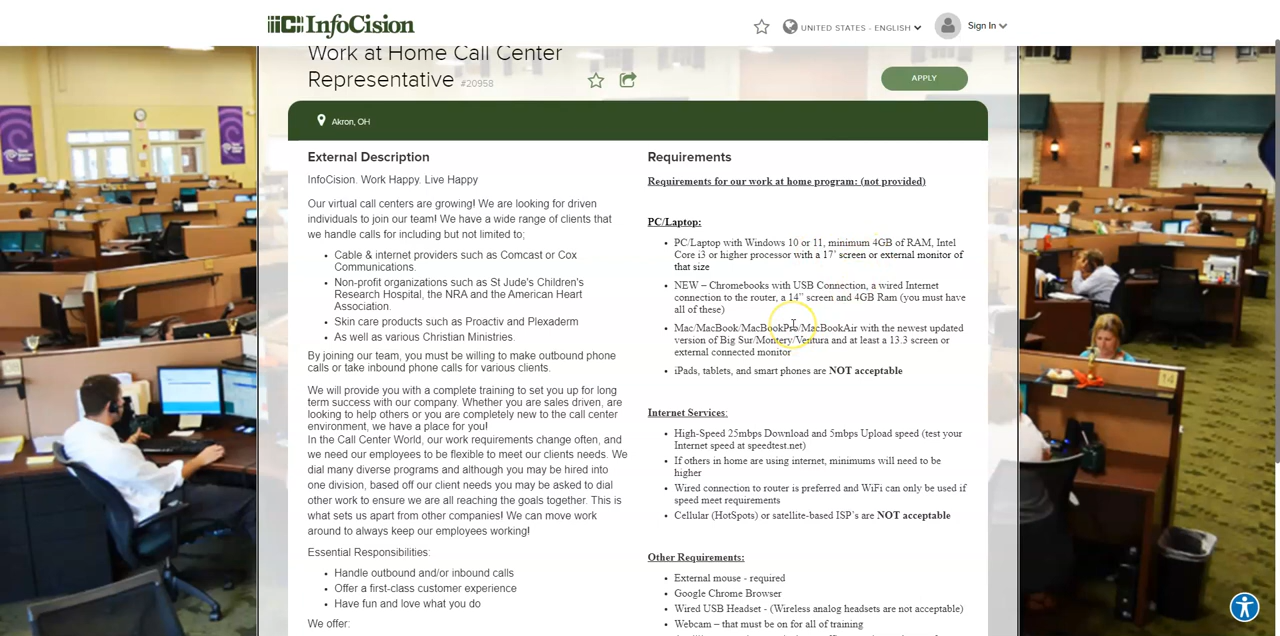 InfoCision
UNITED STATES - ENGLISH
Sign In
Work at Home Call Center
Representative #20958
APPLY
Akron, OH
External Description
InfoCision. Work Happy. Live Happy
Our virtual call centers are growing! We are looking for driven
individuals to join our team! We have a wide range of clients that
we handle calls for including but not limited to;
• Cable & internet providers such as Comcast or Cox
Communications.
• Non-profit organizations such as St Jude's Children's
Research Hospital, the NRA and the American Heart
Association.
• Skin care products such as Proactiv and Plexaderm
• As well as various Christian Ministries.
By joining our team, you must be willing to make outbound phone
calls or take inbound phone calls for various clients.
We will provide you with a complete training to set you up for long
term success with our company. Whether you are sales driven, are
looking to help others or you are completely new to the call center
environment, we have a place for you!
In the Call Center World, our work requirements change often, and
we need our employees to be flexible to meet our clients needs. We
dial many diverse programs and although you may be hired into
one division, based off our client needs you may be asked to dial
other work to ensure we are all reaching the goals together. This is
what sets us apart from other companies! We can move work
around to always keep our employees working!
Essential Responsibilities:
• Handle outbound and/or inbound calls
• Offer a first-class customer experience
• Have fun and love what you do
We offer:
Requirements
Requirements for our work at home program: (not provided)
PC/Laptop:
• PC/Laptop with Windows 10 or 11, minimum 4GB of RAM, Intel
Core i3 or higher processor with a 17' screen or external monitor of
that size
• NEW – Chromebooks with USB Connection, a wired Internet
connection to the router, a 14" screen and 4GB Ram (you must have
all of these)
• Mac/MacBook/MacBookPro/MacBookAir with the newest updated
version of Big Sur/Montery/Ventura and at least a 13.3 screen or
external connected monitor
• iPads, tablets, and smart phones are NOT acceptable
Internet Services:
• High-Speed 25mbps Download and 5mbps Upload speed (test your
Internet speed at speedtest.net)
• If others in home are using internet, minimums will need to be
higher
• Wired connection to router is preferred and WiFi can only be used if
speed meet requirements
• Cellular (HotSpots) or satellite-based ISP's are NOT acceptable
Other Requirements:
• External mouse - required
• Google Chrome Browser
• Wired USB Headset - (Wireless analog headsets are not acceptable)
• Webcam – that must be on for all of training
14